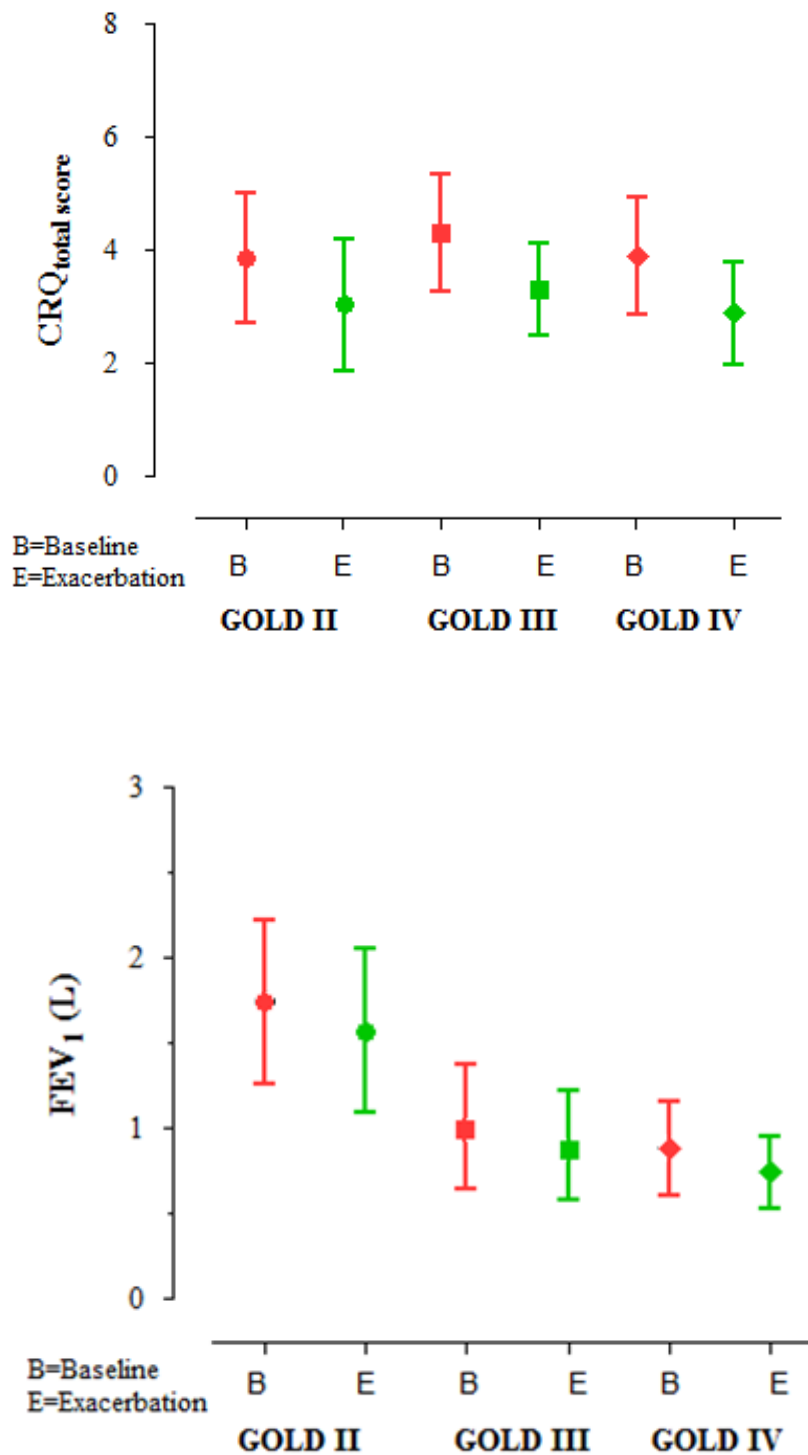 8
6
4
2
0
CRQtotal score
B=Baseline
E=Exacerbation
B E B E B E
GOLD II GOLD III GOLD IV
3
2
1
0
FEV1 (L)
B=Baseline
E=Exacerbation
B E B E B E
GOLD II GOLD III GOLD IV